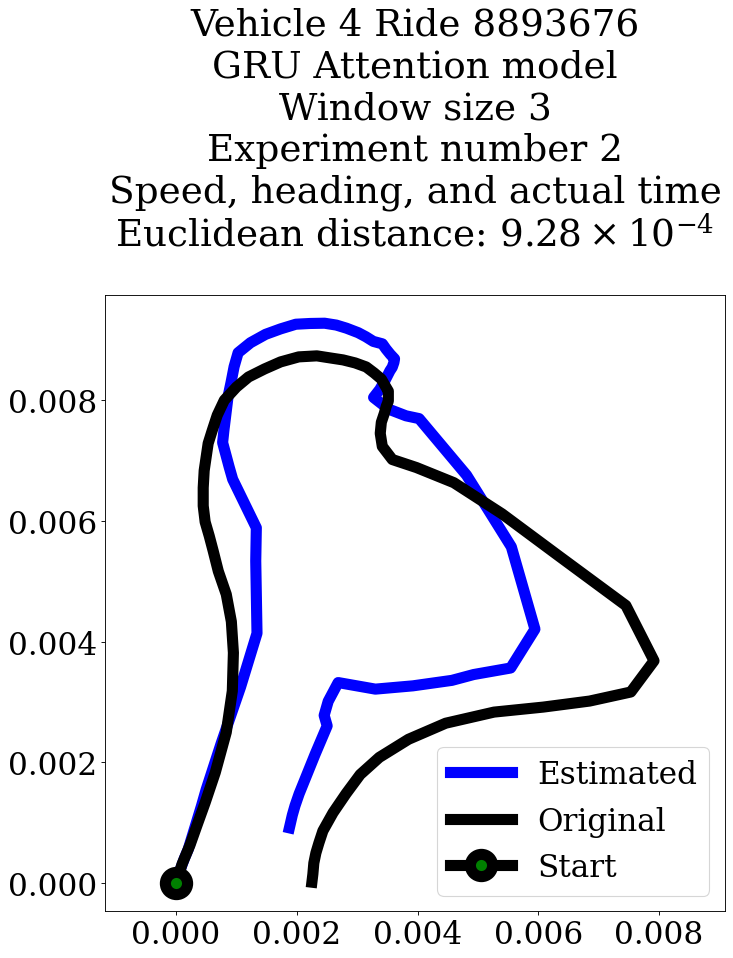 Vehicle 4 Ride 8893676
GRU Attention model
Window size 3
Experiment number 2
Speed, heading, and actual time
Euclidean distance: 9.28 × 10⁻⁴
0.008
0.006
0.004
0.002
0.000
Estimated
Original
Start
0.000 0.002 0.004 0.006 0.008